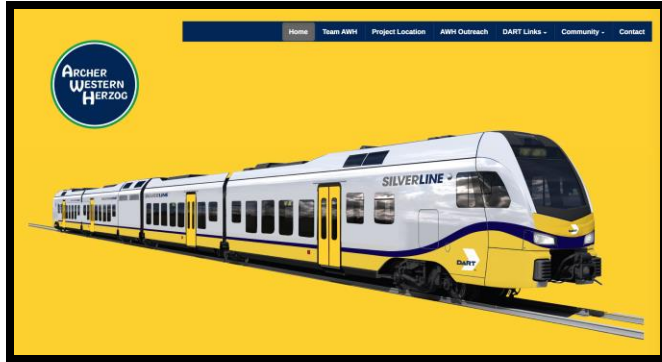 Home Team AWH Project Location AWH Outreach DART Links Community Contact
ARCHER
WESTERN
HERZOG
SILVERLINE
DART